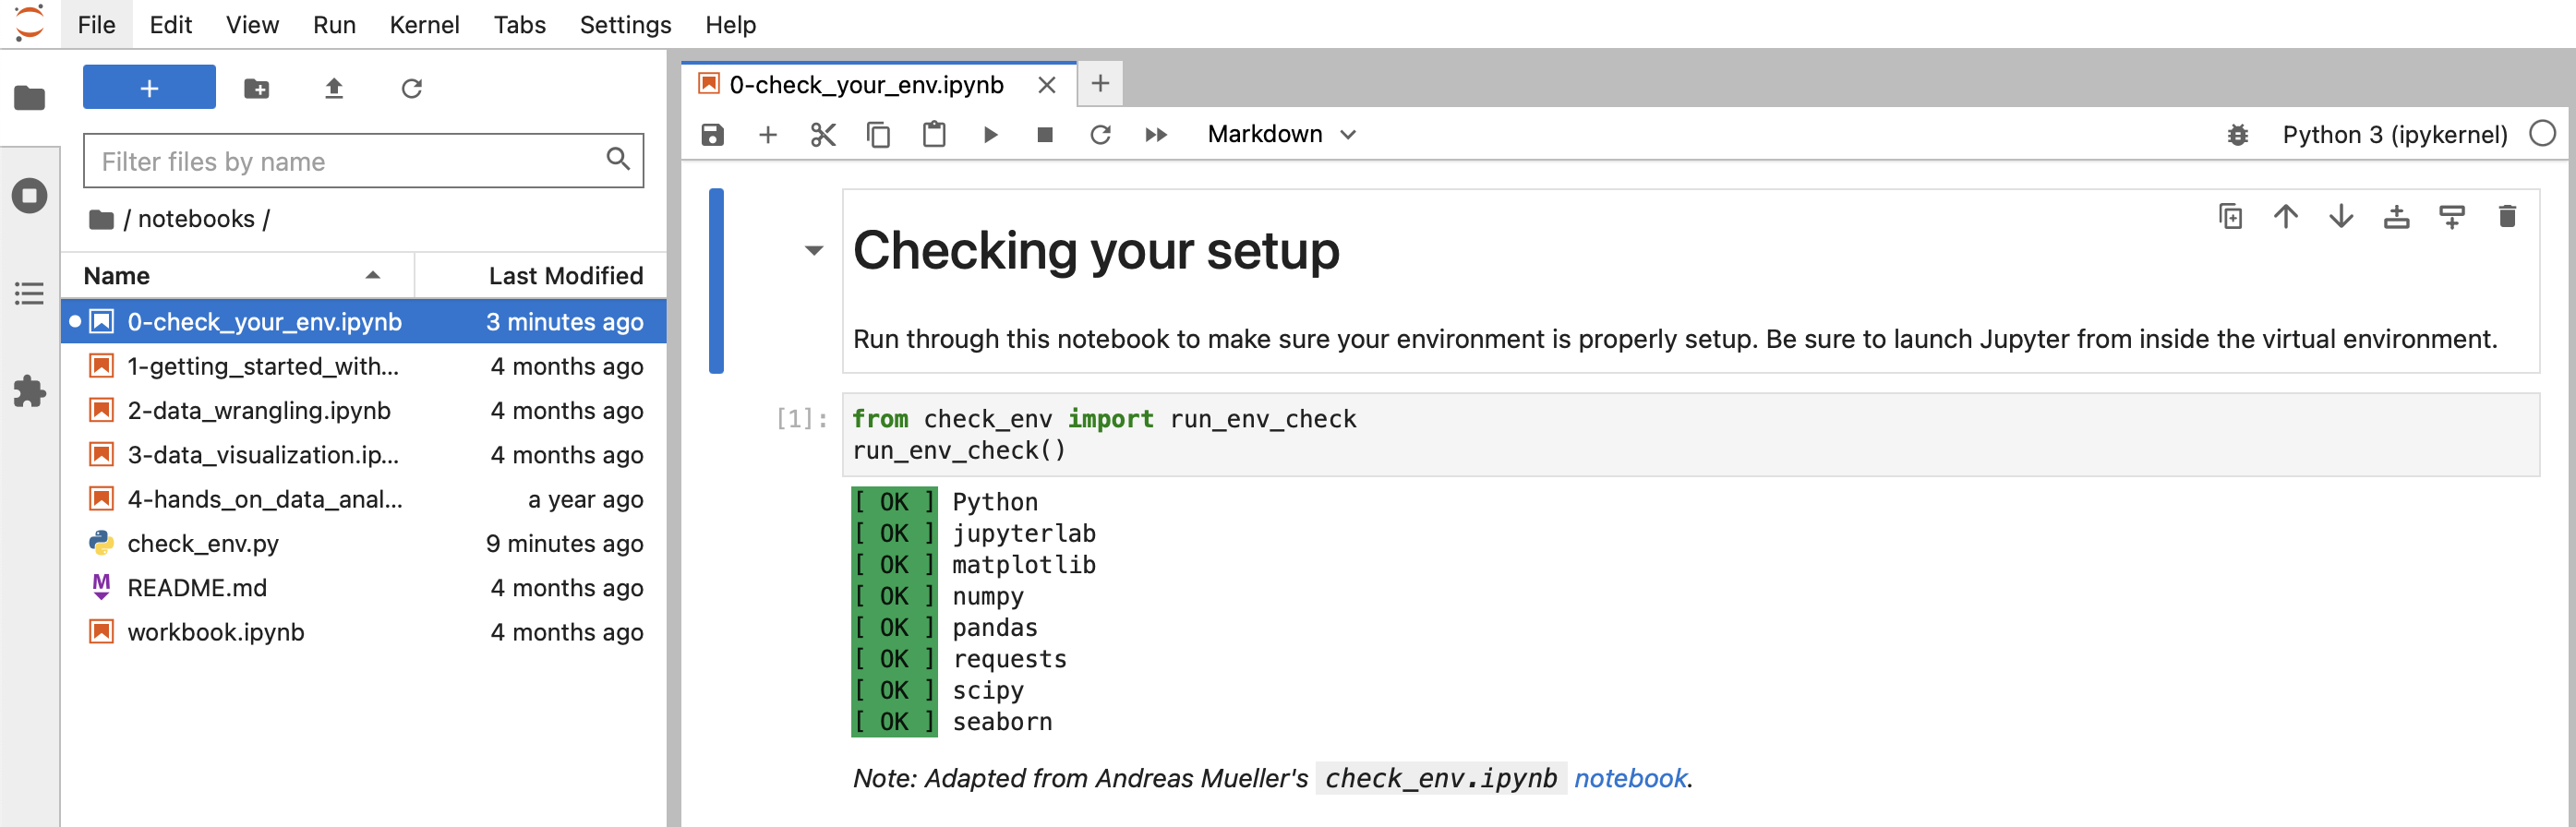 File Edit View Run Kernel Tabs Settings Help
Filter files by name
/ notebooks /
Name Last Modified
0-check_your_env.ipynb 3 minutes ago
1-getting_started_with... 4 months ago
2-data_wrangling.ipynb 4 months ago
3-data_visualization.ip... 4 months ago
4-hands_on_data_anal... a year ago
check_env.py 9 minutes ago
README.md 4 months ago
workbook.ipynb 4 months ago
0-check_your_env.ipynb
Markdown Python 3 (ipykernel)
Checking your setup
Run through this notebook to make sure your environment is properly setup. Be sure to launch Jupyter from inside the virtual environment.
[1]: from check_env import run_env_check
run_env_check()
[ OK ] Python
[ OK ] jupyterlab
[ OK ] matplotlib
[ OK ] numpy
[ OK ] pandas
[ OK ] requests
[ OK ] scipy
[ OK ] seaborn
Note: Adapted from Andreas Mueller's check_env.ipynb notebook.